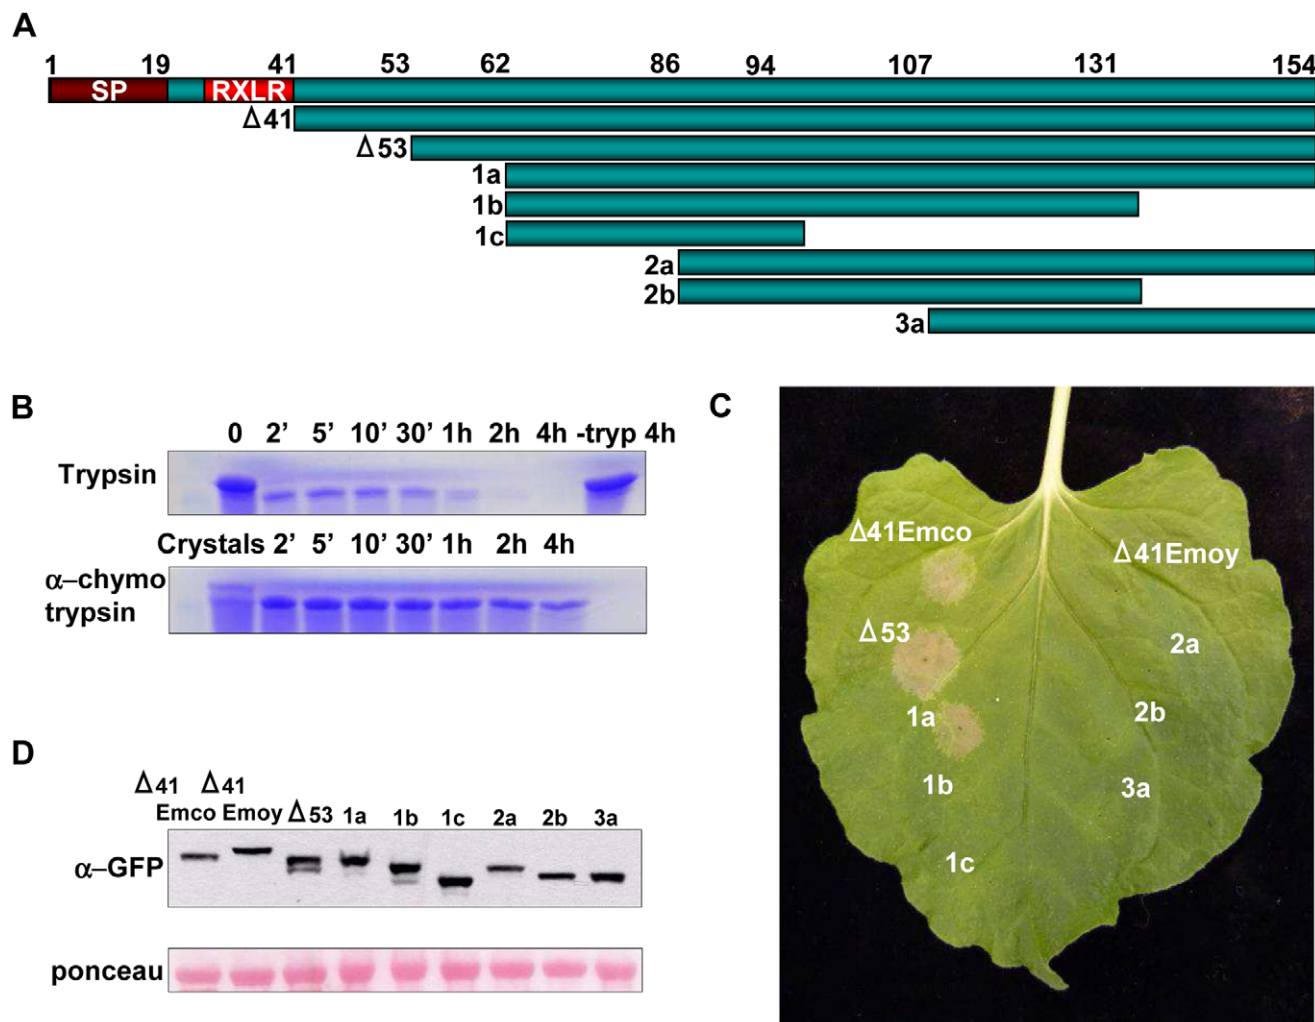 A
1 19 41 53 62 86 94 107 131 154
SP RXLR
Δ41
Δ53
1a
1b
1c
2a
2b
3a
B
0 2’ 5’ 10’ 30’ 1h 2h 4h -tryp 4h
Trypsin
Crystals 2’ 5’ 10’ 30’ 1h 2h 4h
α–chymo
trypsin
C
Δ41Emco
Δ41Emoy
Δ53
2a
1a
2b
1b
3a
1c
D
Δ41 Δ41
Emco Emoy Δ53 1a 1b 1c 2a 2b 3a
α–GFP
ponceau